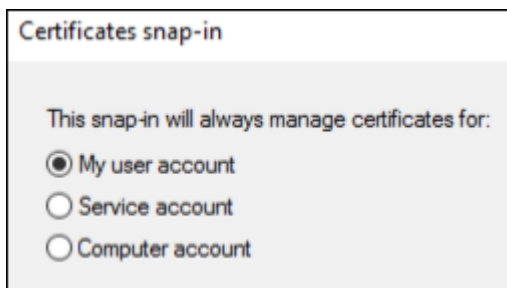 Certificates snap-in
This snap-in will always manage certificates for:
My user account
Service account
Computer account